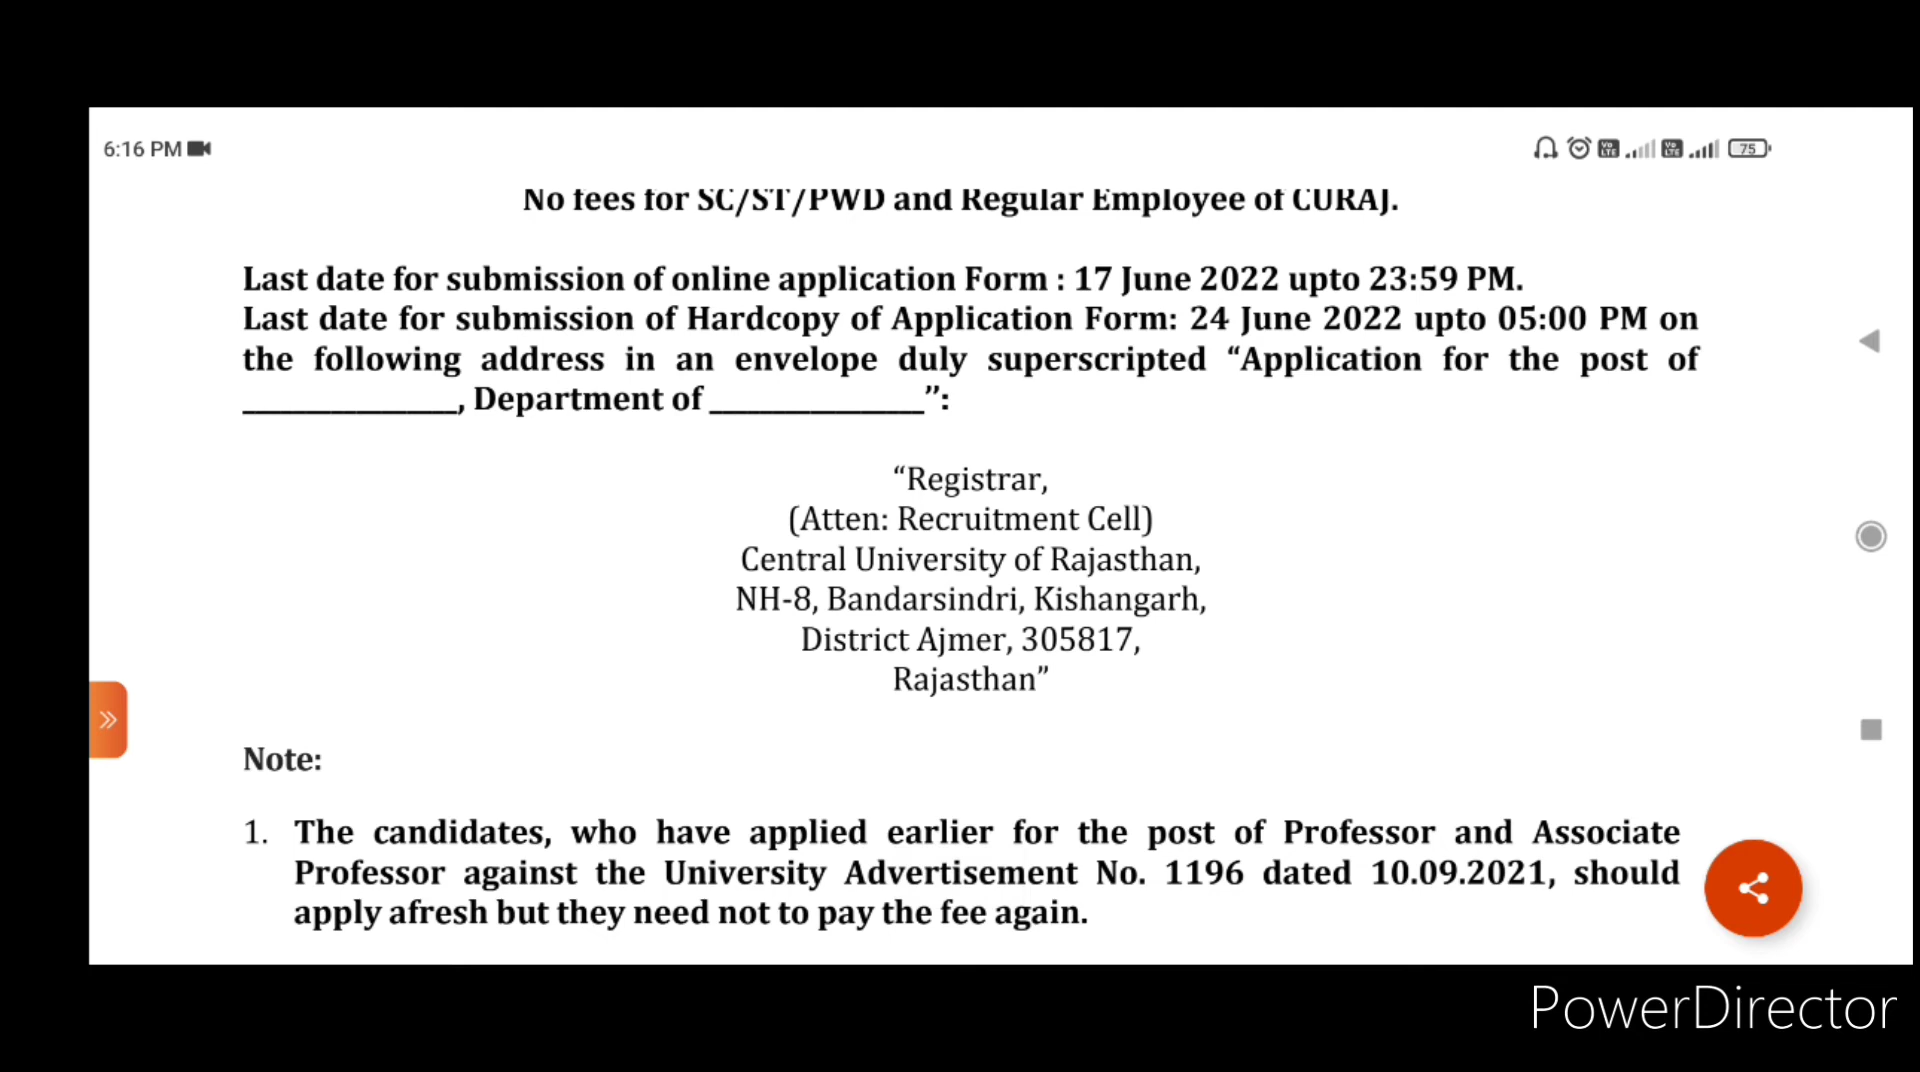 6:16 PM
Vo LTE Vo LTE 75
No fees for SC/ST/PWD and Regular Employee of CURAJ.
Last date for submission of online application Form : 17 June 2022 upto 23:59 PM.
Last date for submission of Hardcopy of Application Form: 24 June 2022 upto 05:00 PM on
the following address in an envelope duly superscripted “Application for the post of
________________, Department of ________________”:
“Registrar,
(Atten: Recruitment Cell)
Central University of Rajasthan,
NH-8, Bandarsindri, Kishangarh,
District Ajmer, 305817,
Rajasthan”
Note:
1. The candidates, who have applied earlier for the post of Professor and Associate
Professor against the University Advertisement No. 1196 dated 10.09.2021, should
apply afresh but they need not to pay the fee again.
PowerDirector